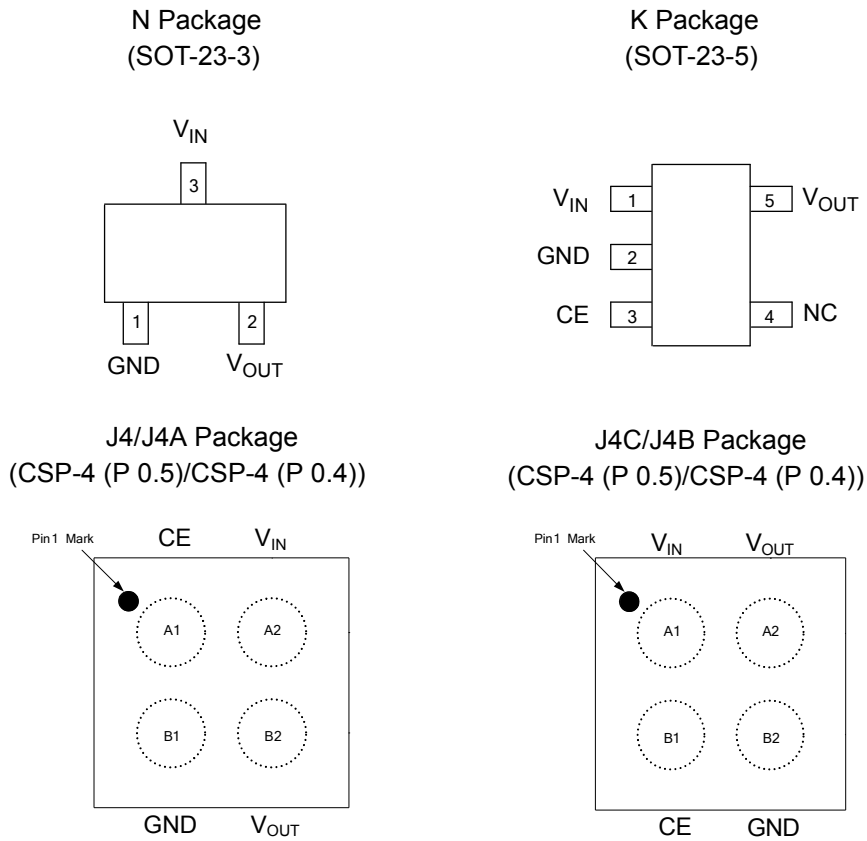 N Package
(SOT-23-3)
K Package
(SOT-23-5)
VIN
3
1
2
GND
VOUT
VIN
1
5
VOUT
GND
2
CE
3
4
NC
J4/J4A Package
(CSP-4 (P 0.5)/CSP-4 (P 0.4))
J4C/J4B Package
(CSP-4 (P 0.5)/CSP-4 (P 0.4))
Pin1 Mark
CE
VIN
A1
A2
B1
B2
GND
VOUT
Pin1 Mark
VIN
VOUT
A1
A2
B1
B2
CE
GND